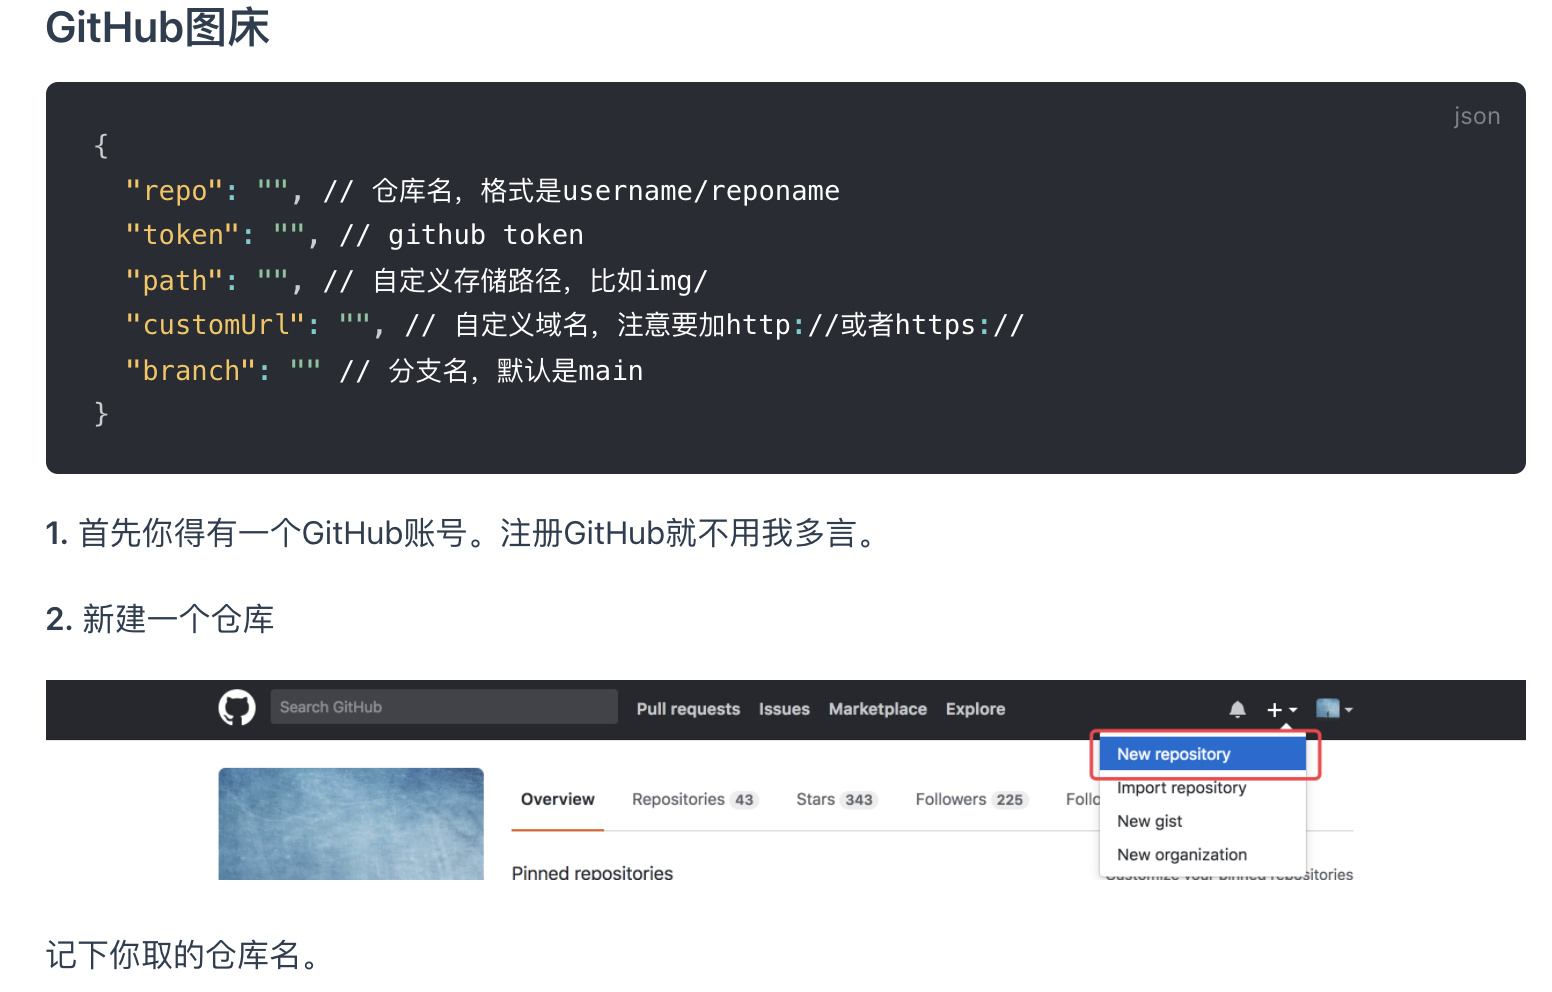 GitHub图床
json
{
"repo": "", // 仓库名，格式是username/reponame
"token": "", // github token
"path": "", // 自定义存储路径，比如img/
"customUrl": "", // 自定义域名，注意要加http://或者https://
"branch": "" // 分支名，默认是main
}
1. 首先你得有一个GitHub账号。注册GitHub就不用我多言。
2. 新建一个仓库
Search GitHub Pull requests Issues Marketplace Explore
New repository
Import repository
New gist
New organization
Overview Repositories 43 Stars 343 Followers 225 Follo
Pinned repositories
Customize your pinned repositories
记下你取的仓库名。